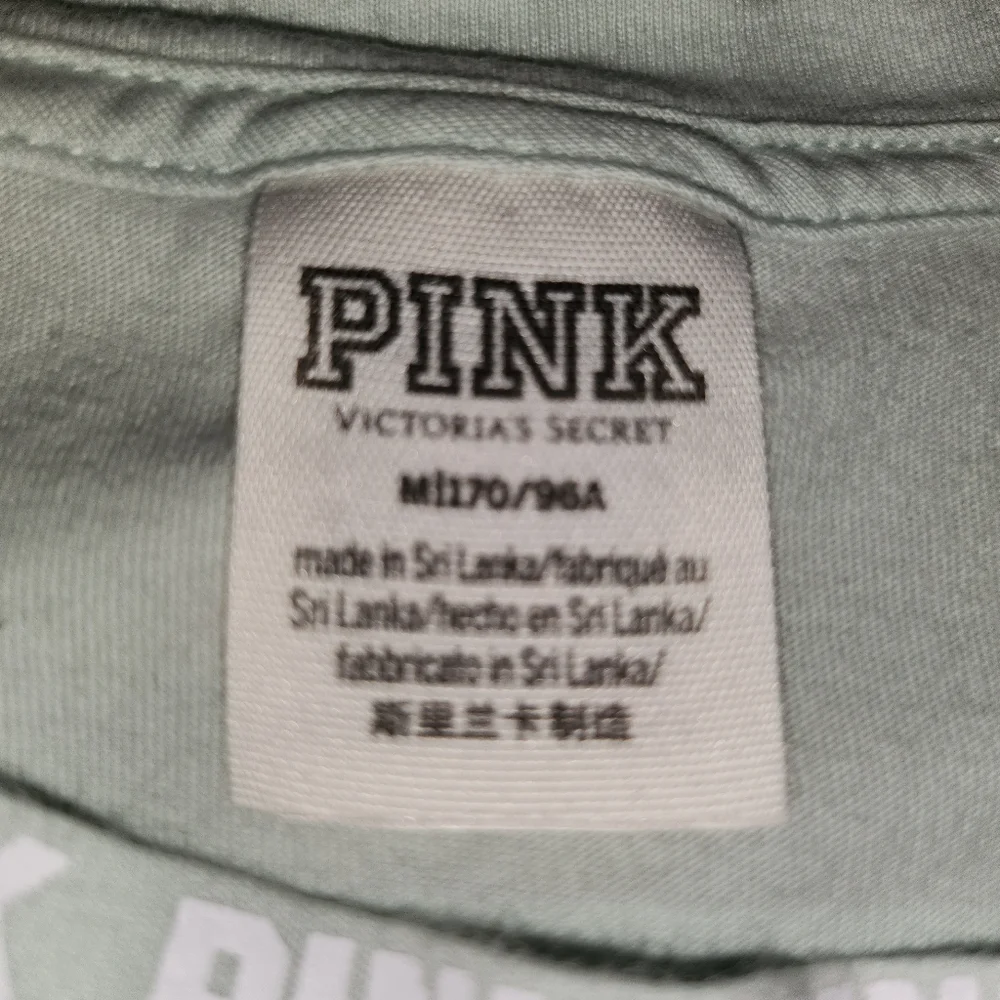 PINK
VICTORIA'S SECRET
M|170/96A
made in Sri Lanka/fabriqué au
Sri Lanka/hecho en Sri Lanka/
fabbricato in Sri Lanka/
斯里兰卡制造